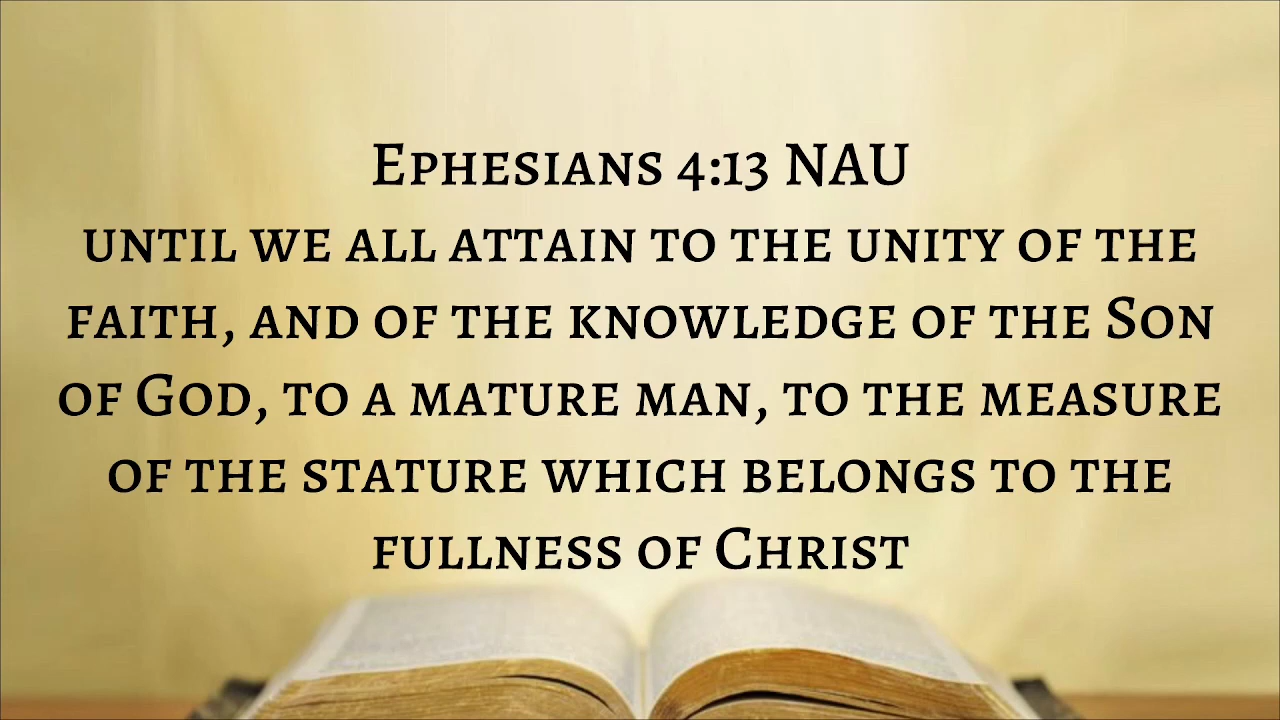 Ephesians 4:13 NAU
until we all attain to the unity of the
faith, and of the knowledge of the Son
of God, to a mature man, to the measure
of the stature which belongs to the
fullness of Christ